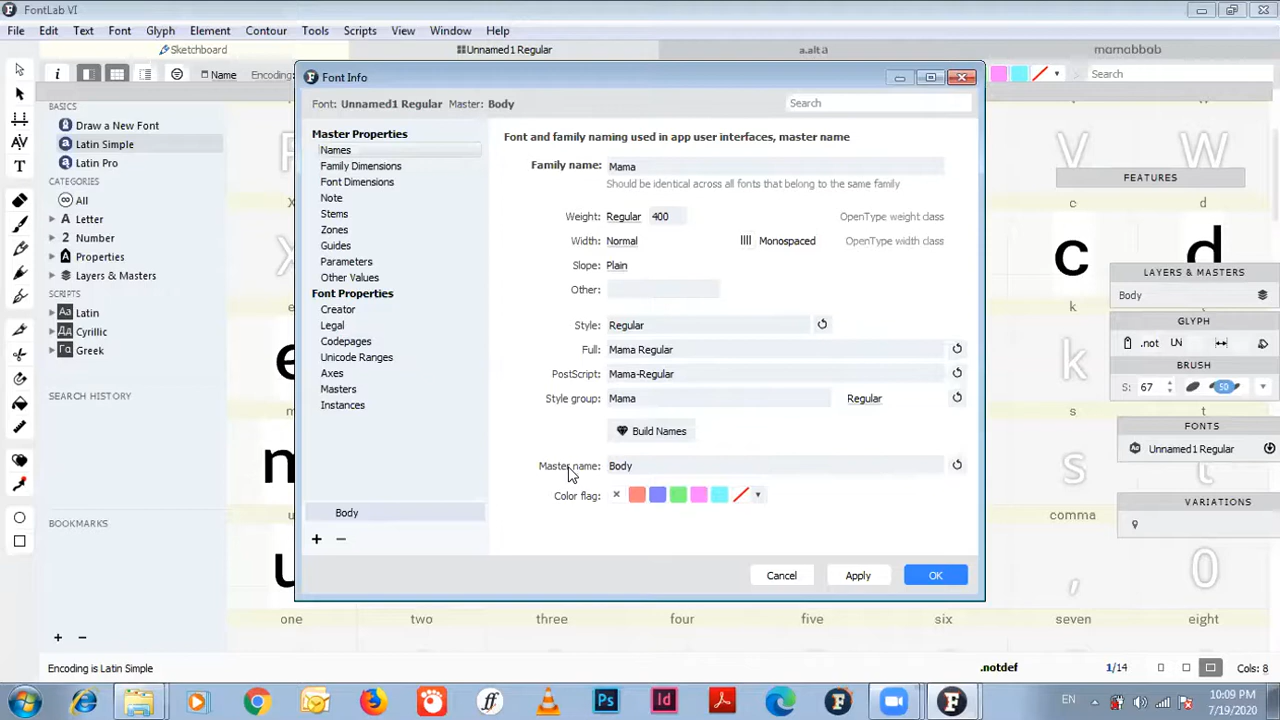 FontLab VI
File Edit Text Font Glyph Element Contour Tools Scripts View Window Help
Sketchboard Unnamed1 Regular a.alt a mamabbab
Name Encoding: Search
BASICS
Draw a New Font
Latin Simple
Latin Pro
CATEGORIES
All
Letter
Number
Properties
Layers & Masters
SCRIPTS
Latin
Cyrillic
Greek
SEARCH HISTORY
BOOKMARKS
Encoding is Latin Simple
Font Info
Font: Unnamed1 Regular Master: Body Search
Master Properties
Names
Family Dimensions
Font Dimensions
Note
Stems
Zones
Guides
Parameters
Other Values
Font Properties
Creator
Legal
Codepages
Unicode Ranges
Axes
Masters
Instances
Body
Font and family naming used in app user interfaces, master name
Family name: Mama
Should be identical across all fonts that belong to the same family
Weight: Regular 400 OpenType weight class
Width: Normal Monospaced OpenType width class
Slope: Plain
Other:
Style: Regular
Full: Mama Regular
PostScript: Mama-Regular
Style group: Mama Regular
Build Names
Master name: Body
Color flag:
Cancel Apply OK
V W
c d
c d
k
k
s t
s t
comma
, 0
one two three four five six seven eight
FEATURES
LAYERS & MASTERS
Body
GLYPH
.not UN
BRUSH
S: 67 50
FONTS
Unnamed1 Regular
VARIATIONS
.notdef 1/14 Cols: 8
EN 10:09 PM
7/19/2020